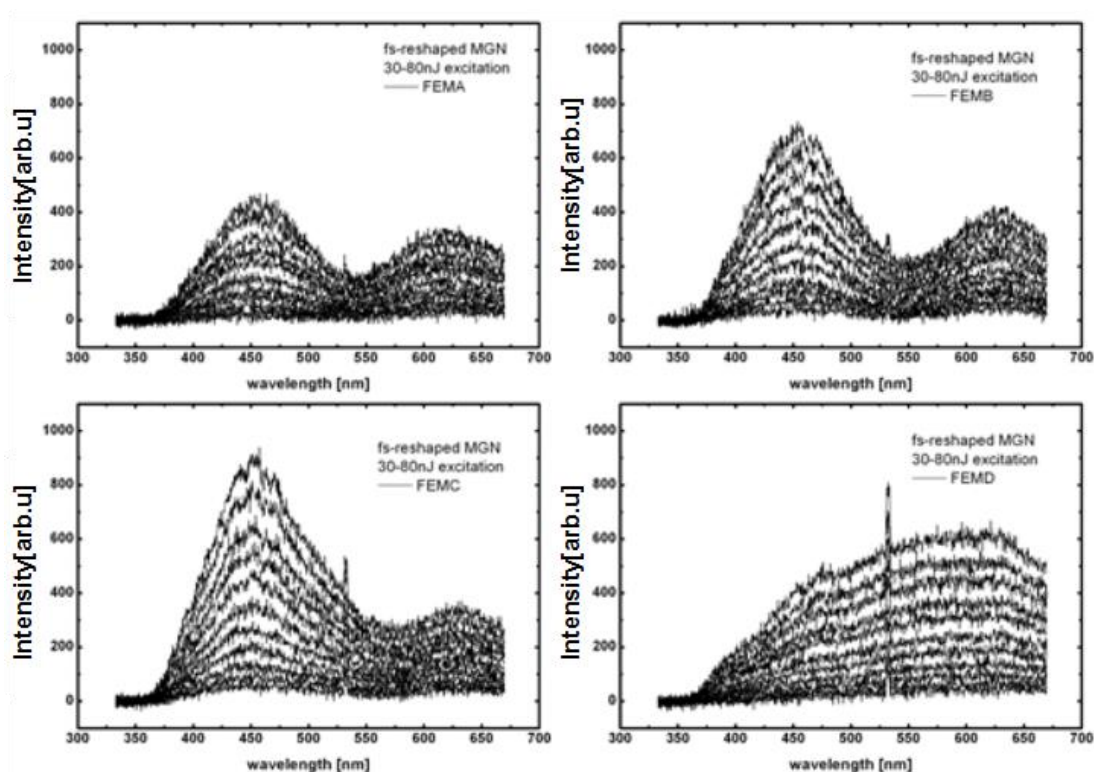 1000
800
600
400
200
0
Intensity[arb.u]
fs-reshaped MGN
30-80nJ excitation
FEMA
300 350 400 450 500 550 600 650 700
wavelength [nm]
1000
800
600
400
200
0
Intensity[arb.u]
fs-reshaped MGN
30-80nJ excitation
FEMB
300 350 400 450 500 550 600 650 700
wavelength [nm]
1000
800
600
400
200
0
Intensity[arb.u]
fs-reshaped MGN
30-80nJ excitation
FEMC
300 350 400 450 500 550 600 650 700
wavelength [nm]
1000
800
600
400
200
0
Intensity[arb.u]
fs-reshaped MGN
30-80nJ excitation
FEMD
300 350 400 450 500 550 600 650 700
wavelength [nm]